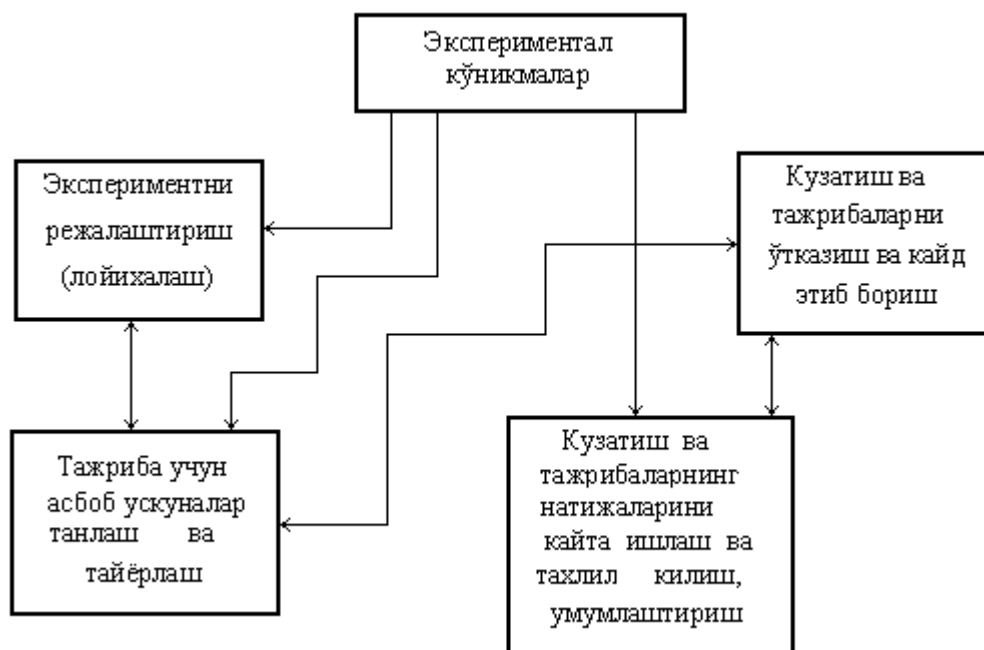 Экспериментал
кўникмалар
Экспериментни
режалаштириш
(лойихалаш)
Кузатиш ва
тажрибаларни
ўтказиш ва кайд
этиб бориш
Тажриба учун
асбоб ускуналар
танлаш ва
тайёрлаш
Кузатиш ва
тажрибаларнинг
натижаларини
кайта ишлаш ва
тахлил килиш,
умумлаштириш